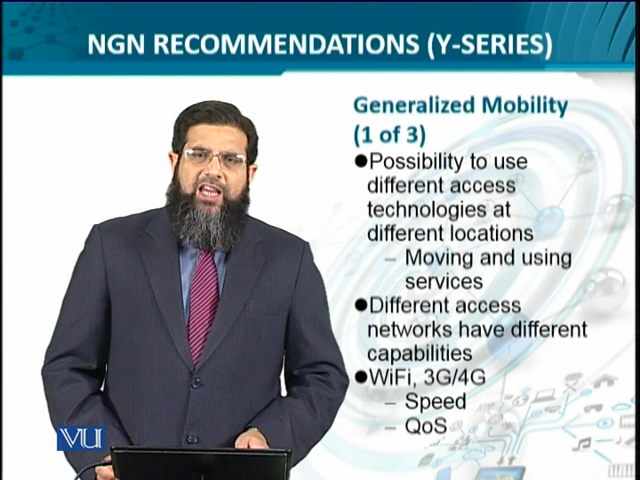 NGN RECOMMENDATIONS (Y-SERIES)
Generalized Mobility
(1 of 3)
●Possibility to use
different access
technologies at
different locations
– Moving and using
services
●Different access
networks have different
capabilities
●WiFi, 3G/4G
– Speed
– QoS
VU